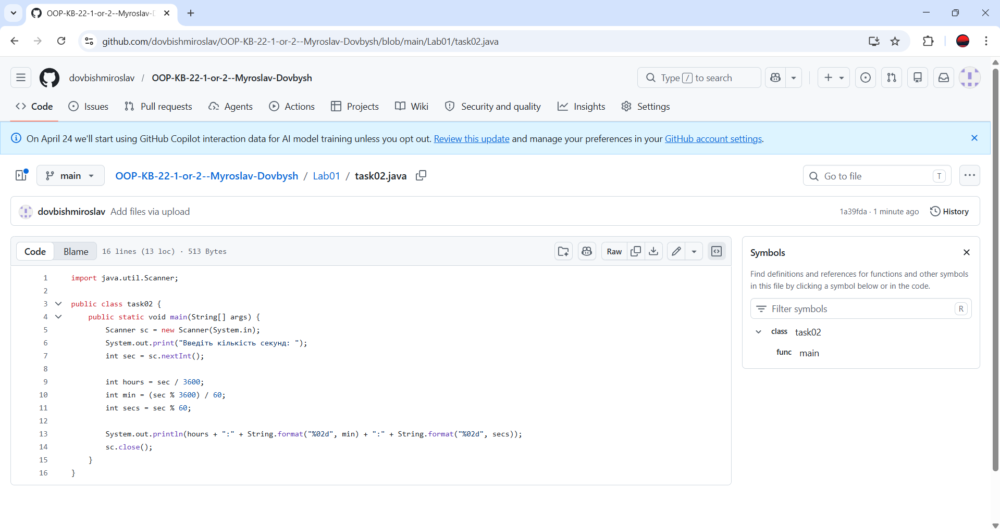 OOP-KB-22-1-or-2--Myroslav-D
github.com/dovbishmiroslav/OOP-KB-22-1-or-2--Myroslav-Dovbysh/blob/main/Lab01/task02.java
dovbishmiroslav / OOP-KB-22-1-or-2--Myroslav-Dovbysh
Type / to search
Code Issues Pull requests Agents Actions Projects Wiki Security and quality Insights Settings
On April 24 we'll start using GitHub Copilot interaction data for AI model training unless you opt out. Review this update and manage your preferences in your GitHub account settings.
main OOP-KB-22-1-or-2--Myroslav-Dovbysh / Lab01 / task02.java
Go to file T
dovbishmiroslav Add files via upload
1a39fda · 1 minute ago History
Code Blame 16 lines (13 loc) · 513 Bytes
Raw
1 import java.util.Scanner;
2
3 public class task02 {
4 public static void main(String[] args) {
5 Scanner sc = new Scanner(System.in);
6 System.out.print("Введіть кількість секунд: ");
7 int sec = sc.nextInt();
8
9 int hours = sec / 3600;
10 int min = (sec % 3600) / 60;
11 int secs = sec % 60;
12
13 System.out.println(hours + ":" + String.format("%02d", min) + ":" + String.format("%02d", secs));
14 sc.close();
15 }
16 }
Symbols
Find definitions and references for functions and other symbols
in this file by clicking a symbol below or in the code.
Filter symbols R
class task02
func main